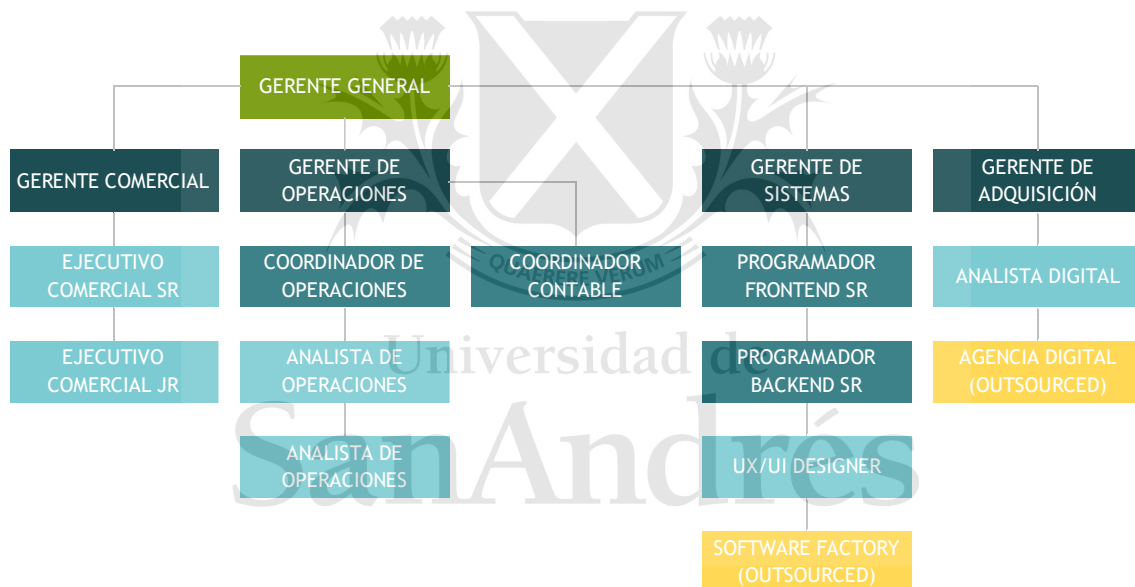 GERENTE GENERAL
GERENTE COMERCIAL
GERENTE DE
OPERACIONES
GERENTE DE
SISTEMAS
GERENTE DE
ADQUISICIÓN
EJECUTIVO
COMERCIAL SR
COORDINADOR DE
OPERACIONES
COORDINADOR
CONTABLE
PROGRAMADOR
FRONTEND SR
ANALISTA DIGITAL
QUAERERE VERUM
EJECUTIVO
COMERCIAL JR
ANALISTA DE
OPERACIONES
PROGRAMADOR
BACKEND SR
AGENCIA DIGITAL
(OUTSOURCED)
Universidad de
SanAndrés
ANALISTA DE
OPERACIONES
UX/UI DESIGNER
SOFTWARE FACTORY
(OUTSOURCED)